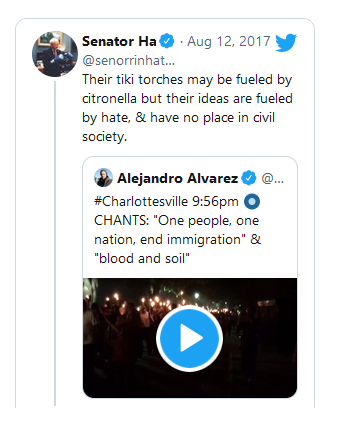 Senator Ha · Aug 12, 2017
@senorrinhat...
Their tiki torches may be fueled by
citronella but their ideas are fueled
by hate, & have no place in civil
society.
Alejandro Alvarez @...
#Charlottesville 9:56pm
CHANTS: "One people, one
nation, end immigration" &
"blood and soil"